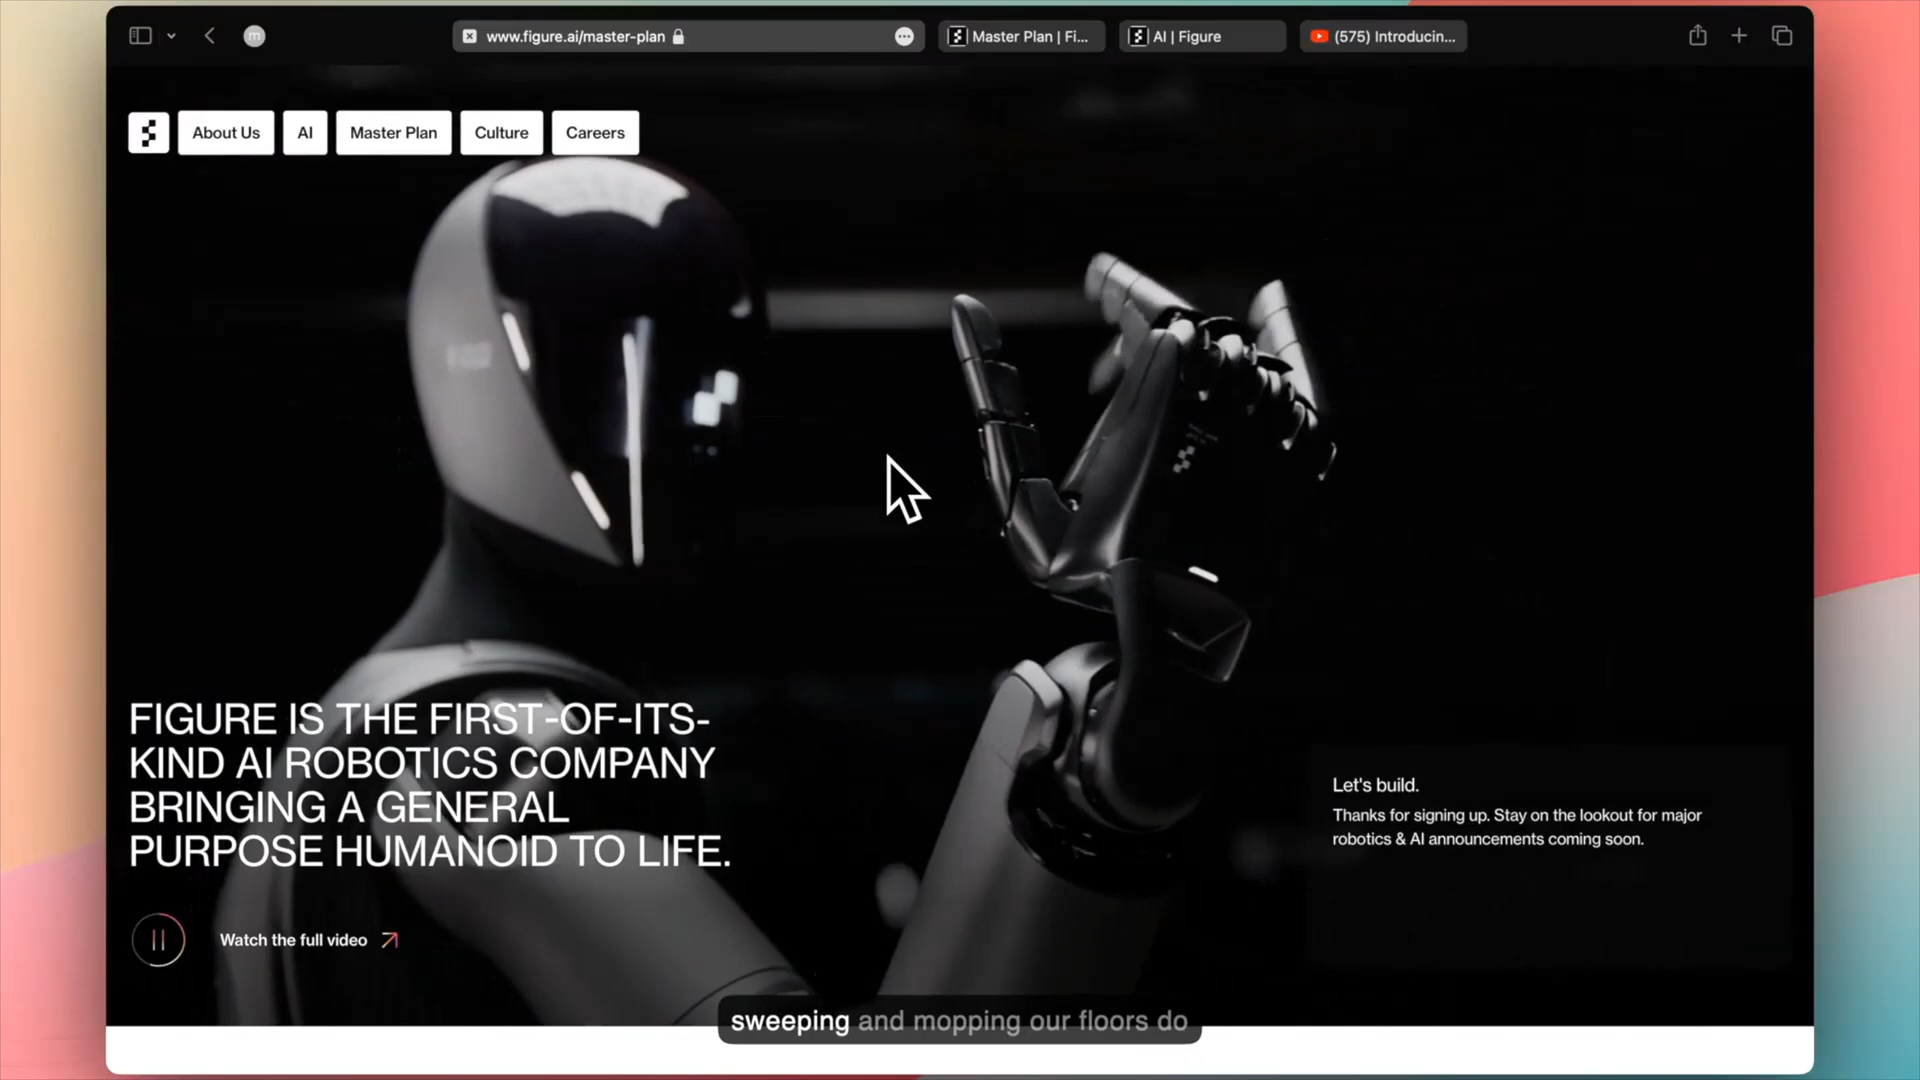 m
www.figure.ai/master-plan
Master Plan | Fi...
AI | Figure
(575) Introducin...
About Us
AI
Master Plan
Culture
Careers
FIGURE IS THE FIRST-OF-ITS-
KIND AI ROBOTICS COMPANY
BRINGING A GENERAL
PURPOSE HUMANOID TO LIFE.
Let's build.
Thanks for signing up. Stay on the lookout for major
robotics & AI announcements coming soon.
Watch the full video
sweeping and mopping our floors do